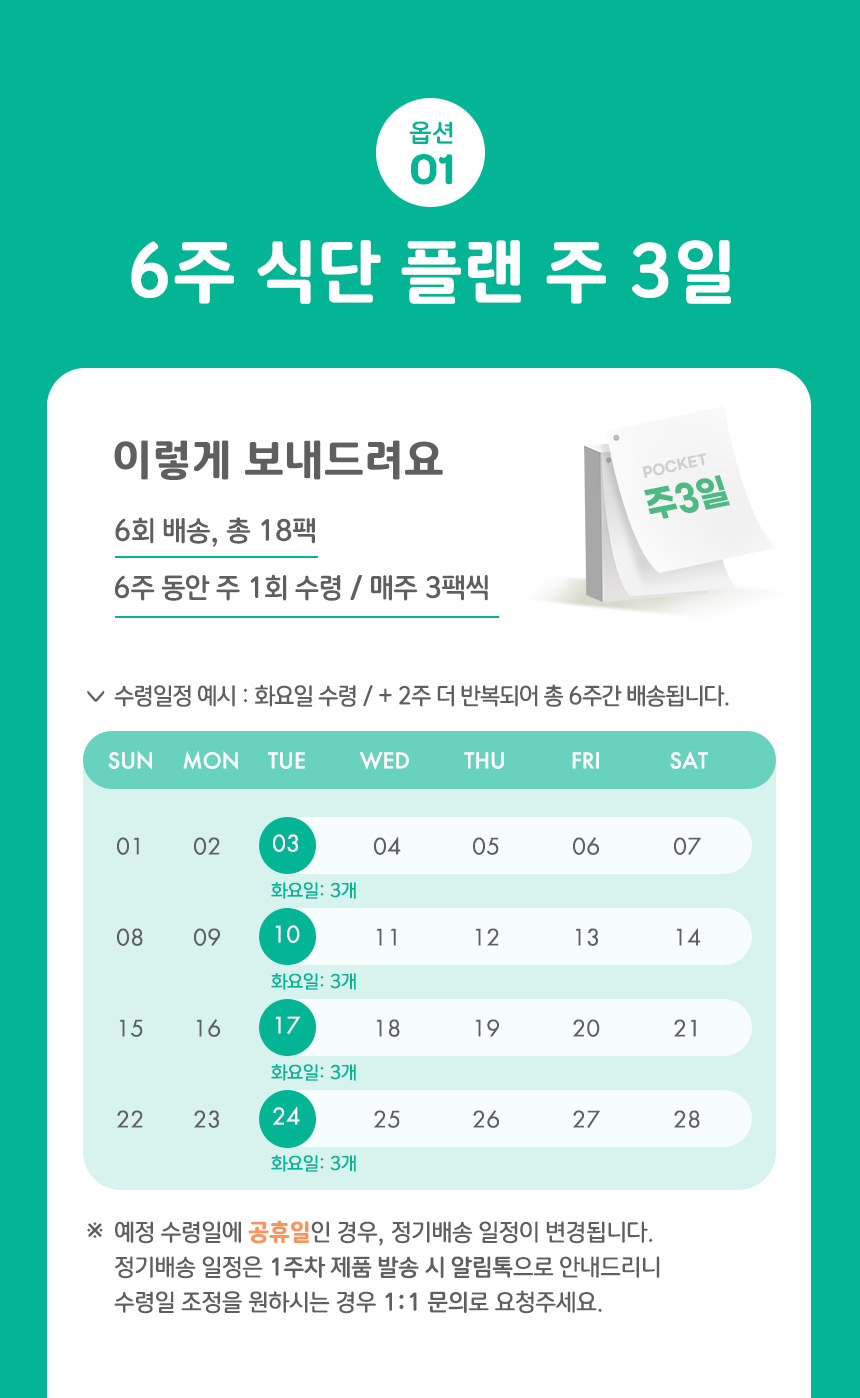 옵션
01
6주 식단 플랜 주 3일
이렇게 보내드려요
6회 배송, 총 18팩
6주 동안 주 1회 수령 / 매주 3팩씩
POCKET
주3일
수령일정 예시 : 화요일 수령 / + 2주 더 반복되어 총 6주간 배송됩니다.
SUN MON TUE WED THU FRI SAT
01 02 03 04 05 06 07
화요일: 3개
08 09 10 11 12 13 14
화요일: 3개
15 16 17 18 19 20 21
화요일: 3개
22 23 24 25 26 27 28
화요일: 3개
※ 예정 수령일에 공휴일인 경우, 정기배송 일정이 변경됩니다.
정기배송 일정은 1주차 제품 발송 시 알림톡으로 안내드리니
수령일 조정을 원하시는 경우 1:1 문의로 요청주세요.